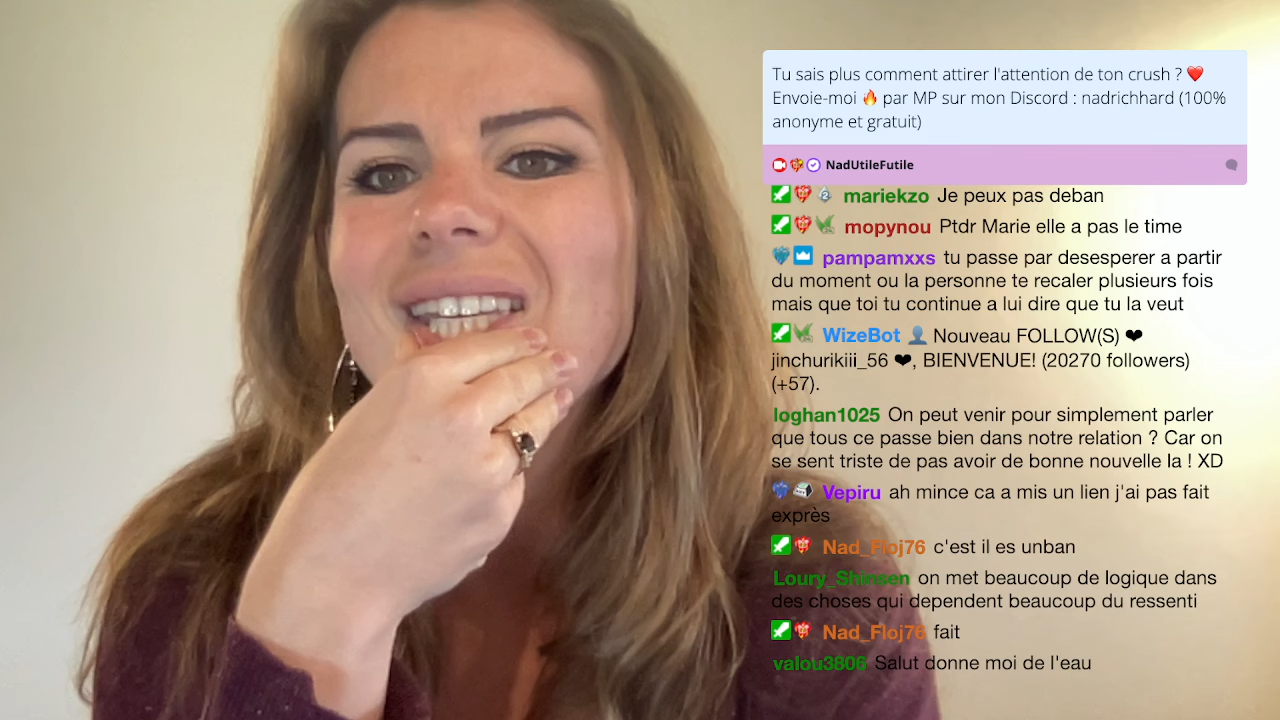 Tu sais plus comment attirer l'attention de ton crush ? ❤️
Envoie-moi 🔥 par MP sur mon Discord : nadrichhard (100%
anonyme et gratuit)
NadUtileFutile
mariekzo Je peux pas deban
mopynou Ptdr Marie elle a pas le time
pampamxxs tu passe par desesperer a partir
du moment ou la personne te recaler plusieurs fois
mais que toi tu continue a lui dire que tu la veut
WizeBot 👤 Nouveau FOLLOW(S) ❤
jinchurikiii_56 ❤, BIENVENUE! (20270 followers)
(+57).
loghan1025 On peut venir pour simplement parler
que tous ce passe bien dans notre relation ? Car on
se sent triste de pas avoir de bonne nouvelle la ! XD
Vepiru ah mince ca a mis un lien j'ai pas fait
exprès
Nad_Floj76 c'est il es unban
Loury_Shinsen on met beaucoup de logique dans
des choses qui dependent beaucoup du ressenti
Nad_Floj76 fait
valou3806 Salut donne moi de l'eau